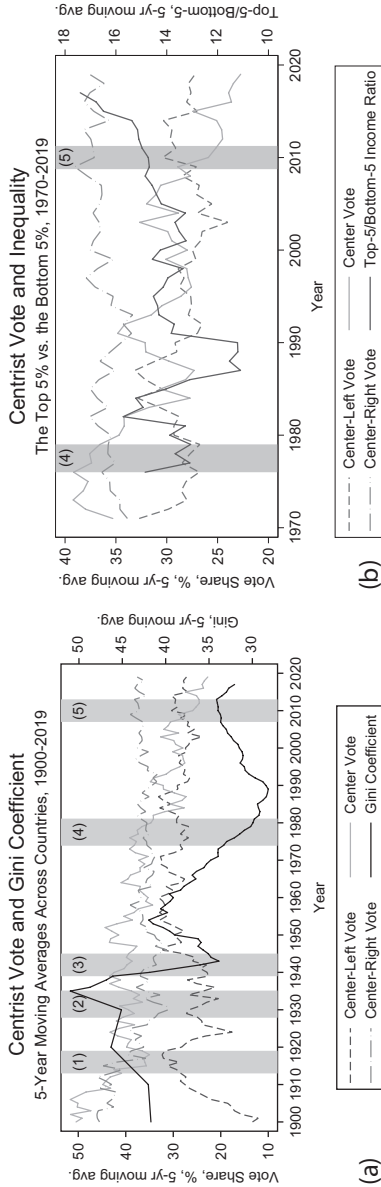 Centrist Vote and Gini Coefficient
5-Year Moving Averages Across Countries, 1900-2019
Vote Share, %, 5-yr moving avg.
50
40
30
20
10
Gini, 5-yr moving avg.
50
45
40
35
30
(1)
(2)
(3)
(4)
(5)
1900 1910 1920 1930 1940 1950 1960 1970 1980 1990 2000 2010 2020
Year
Center-Left Vote
Center Vote
Center-Right Vote
Gini Coefficient
(a)
Centrist Vote and Inequality
The Top 5% vs. the Bottom 5%, 1970-2019
Vote Share, %, 5-yr moving avg.
40
35
30
25
20
Top-5/Bottom-5, 5-yr moving avg.
18
16
14
12
10
(4)
(5)
1970 1980 1990 2000 2010 2020
Year
Center-Left Vote
Center Vote
Center-Right Vote
Top-5/Bottom-5 Income Ratio
(b)